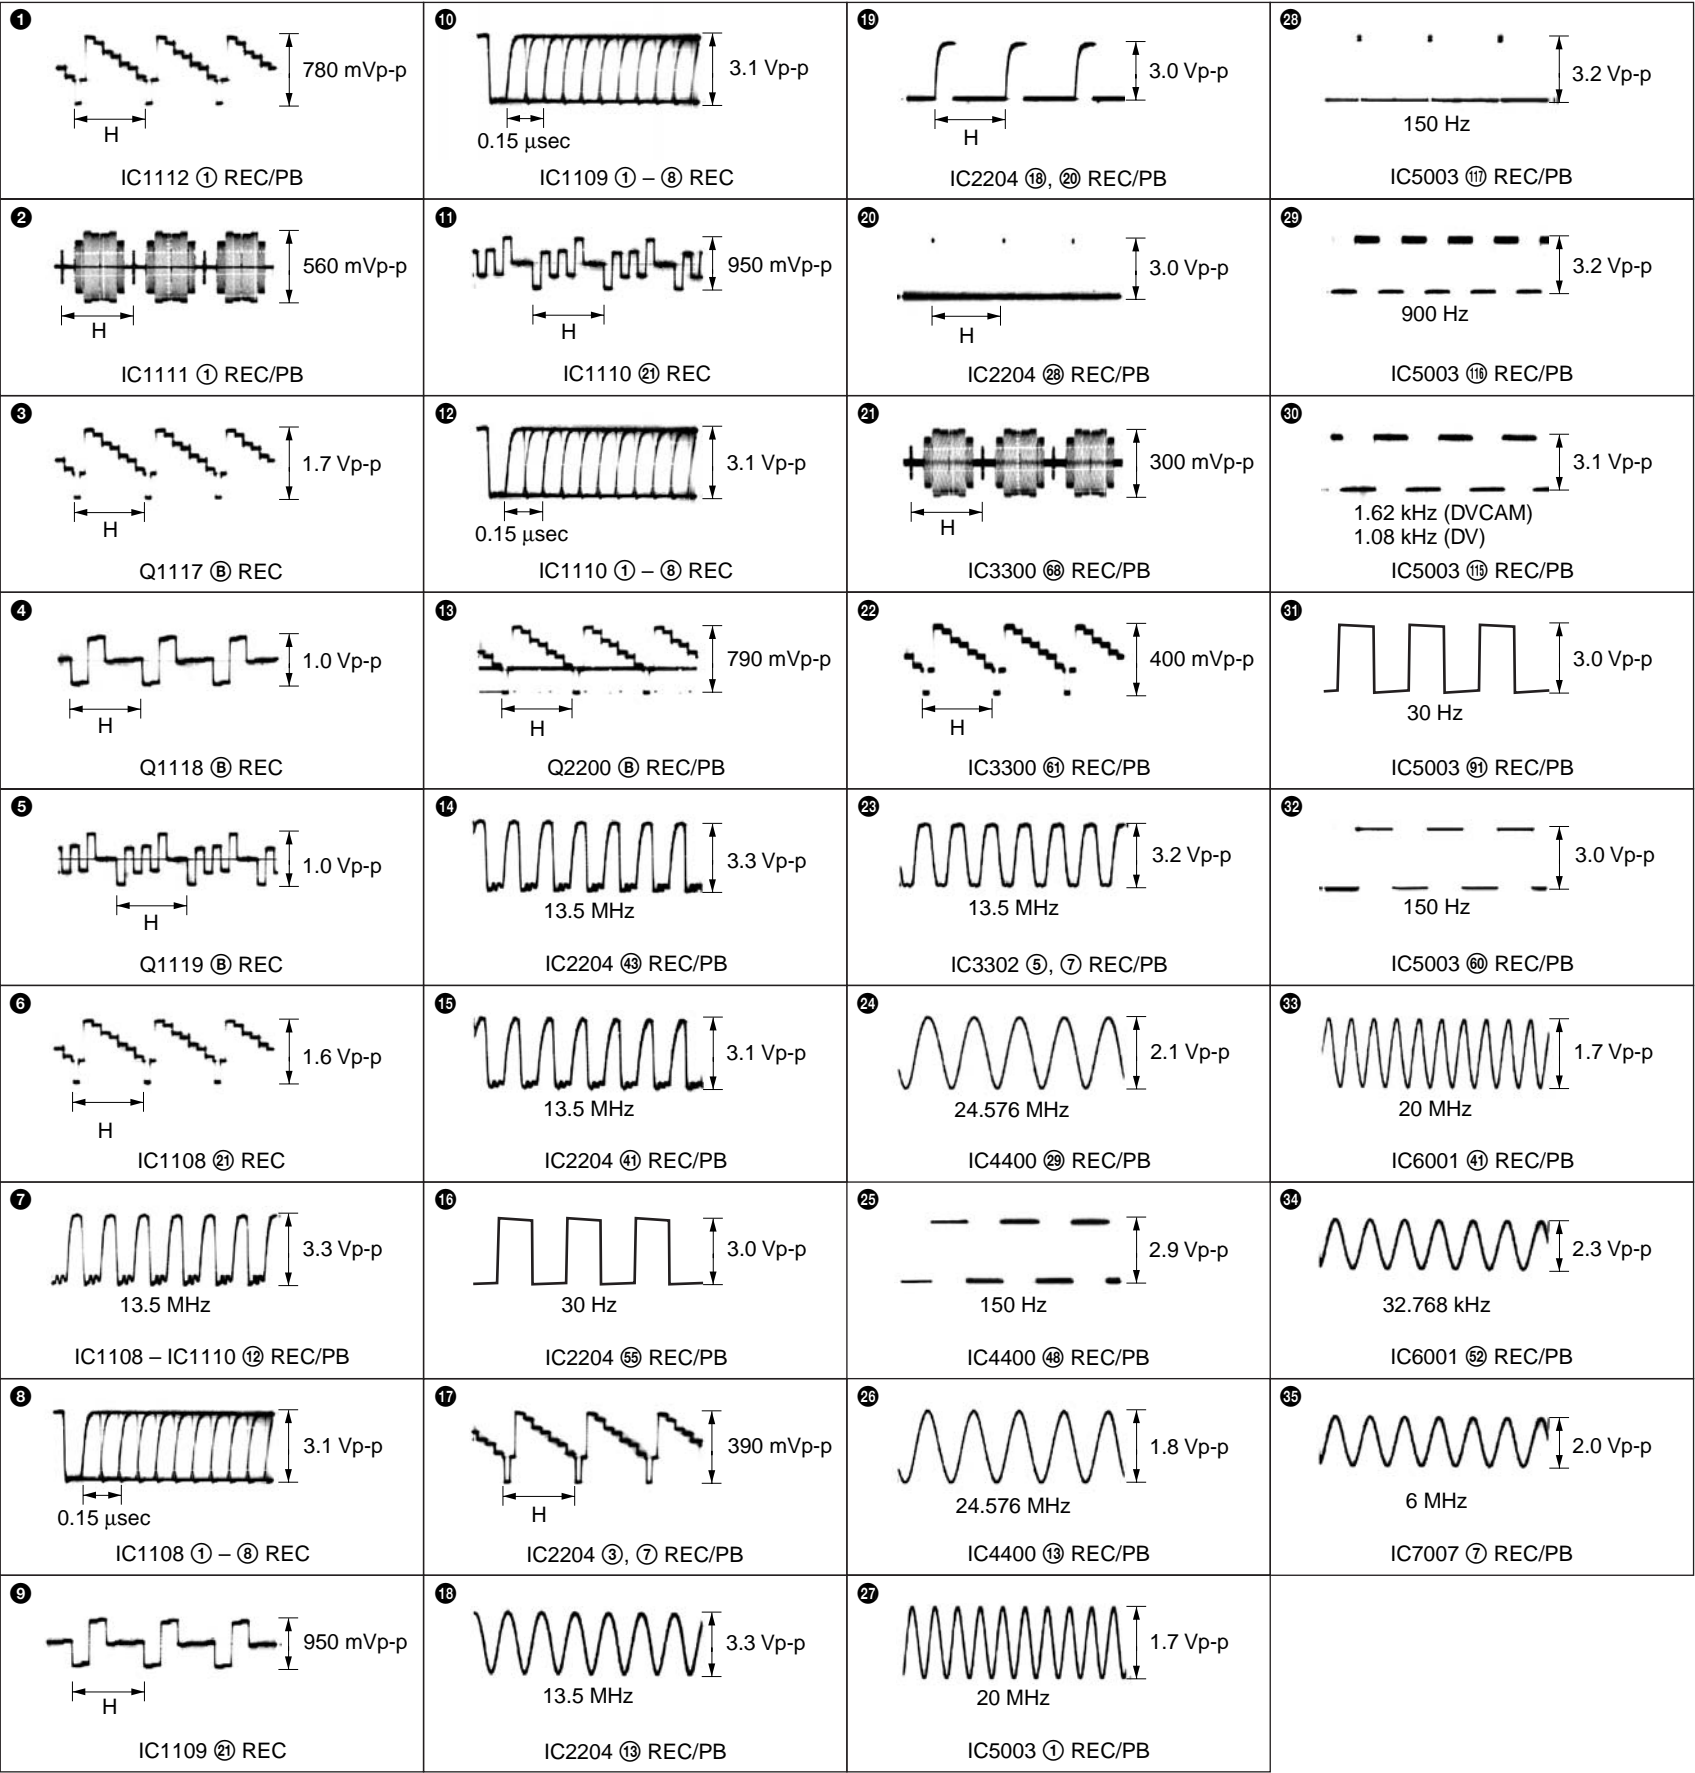 ❶
780 mVp-p
H
IC1112 ① REC/PB
❷
560 mVp-p
H
IC1111 ① REC/PB
❸
1.7 Vp-p
H
Q1117 Ⓑ REC
❹
1.0 Vp-p
H
Q1118 Ⓑ REC
❺
1.0 Vp-p
H
Q1119 Ⓑ REC
❻
1.6 Vp-p
H
IC1108 ㉑ REC
❼
3.3 Vp-p
13.5 MHz
IC1108 – IC1110 ⑫ REC/PB
❽
3.1 Vp-p
0.15 μsec
IC1108 ① – ⑧ REC
❾
950 mVp-p
H
IC1109 ㉑ REC
❿
3.1 Vp-p
0.15 μsec
IC1109 ① – ⑧ REC
⓫
950 mVp-p
H
IC1110 ㉑ REC
⓬
3.1 Vp-p
0.15 μsec
IC1110 ① – ⑧ REC
⓭
790 mVp-p
H
Q2200 Ⓑ REC/PB
⓮
3.3 Vp-p
13.5 MHz
IC2204 ㊸ REC/PB
⓯
3.1 Vp-p
13.5 MHz
IC2204 ㊶ REC/PB
⓰
3.0 Vp-p
30 Hz
IC2204 55 REC/PB
⓱
390 mVp-p
H
IC2204 ③, ⑦ REC/PB
⓲
3.3 Vp-p
13.5 MHz
IC2204 ⑬ REC/PB
⓳
3.0 Vp-p
H
IC2204 ⑱, ⑳ REC/PB
⓴
3.0 Vp-p
H
IC2204 ㉘ REC/PB
21
300 mVp-p
H
IC3300 68 REC/PB
22
400 mVp-p
H
IC3300 61 REC/PB
23
3.2 Vp-p
13.5 MHz
IC3302 ⑤, ⑦ REC/PB
24
2.1 Vp-p
24.576 MHz
IC4400 ㉙ REC/PB
25
2.9 Vp-p
150 Hz
IC4400 ㊽ REC/PB
26
1.8 Vp-p
24.576 MHz
IC4400 ⑬ REC/PB
27
1.7 Vp-p
20 MHz
IC5003 ① REC/PB
28
3.2 Vp-p
150 Hz
IC5003 117 REC/PB
29
3.2 Vp-p
900 Hz
IC5003 116 REC/PB
30
3.1 Vp-p
1.62 kHz (DVCAM)
1.08 kHz (DV)
IC5003 115 REC/PB
31
3.0 Vp-p
30 Hz
IC5003 91 REC/PB
32
3.0 Vp-p
150 Hz
IC5003 60 REC/PB
33
1.7 Vp-p
20 MHz
IC6001 ㊶ REC/PB
34
2.3 Vp-p
32.768 kHz
IC6001 52 REC/PB
35
2.0 Vp-p
6 MHz
IC7007 ⑦ REC/PB